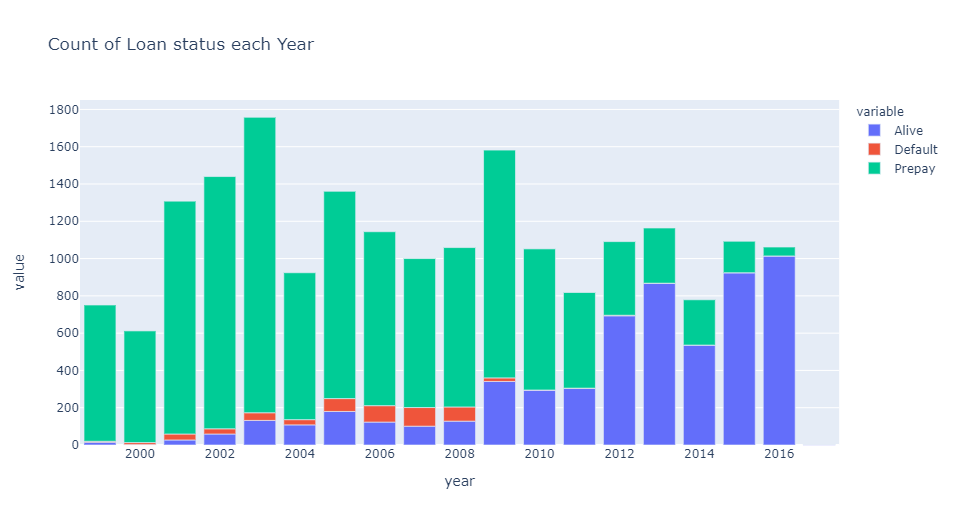 Count of Loan status each Year
variable
Alive
Default
Prepay
1800
1600
1400
1200
1000
800
600
400
200
0
value
2000 2002 2004 2006 2008 2010 2012 2014 2016
year